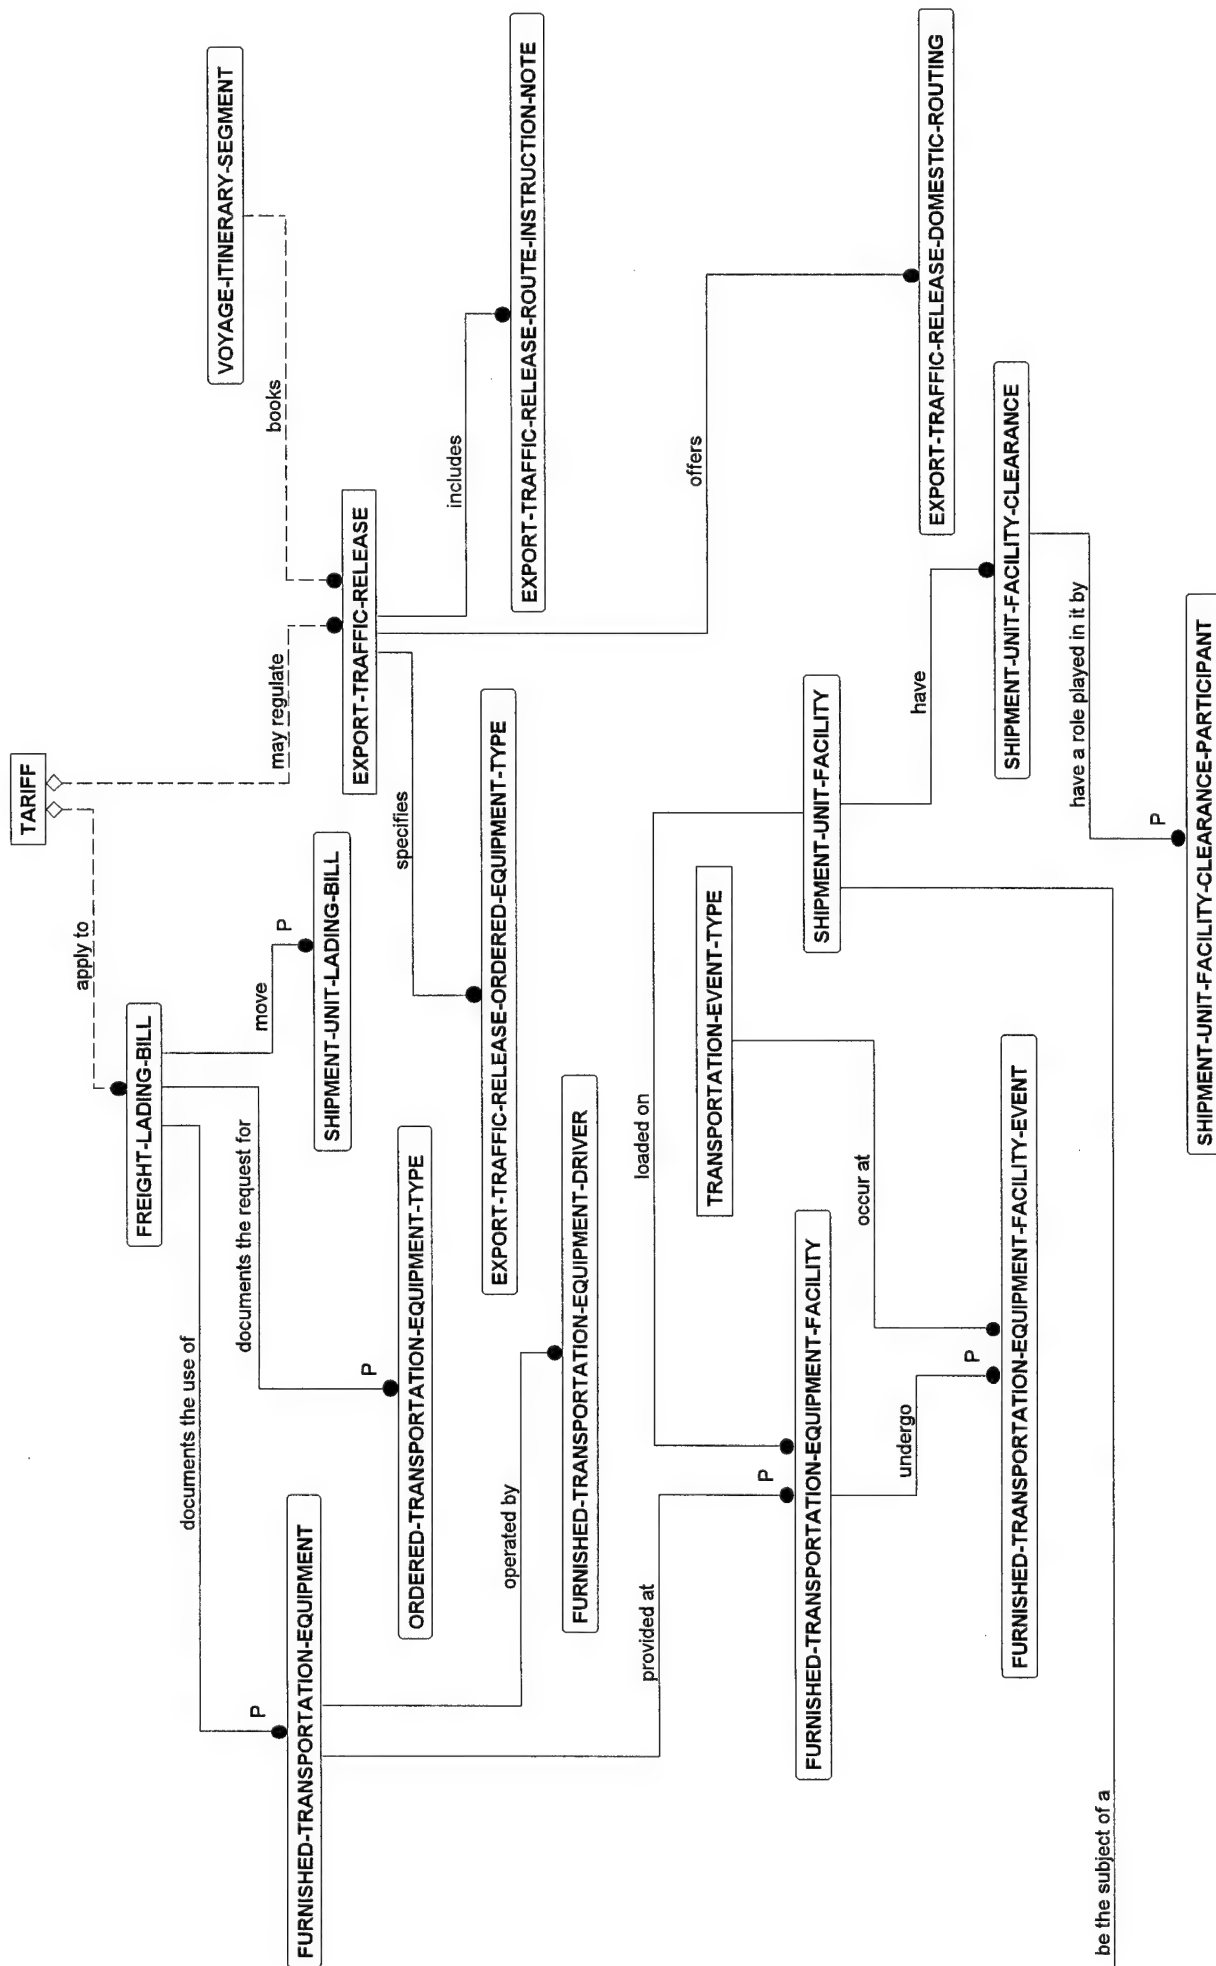 TARIFF
apply to
may regulate
VOYAGE-ITINERARY-SEGMENT
books
FREIGHT-LADING-BILL
documents the use of
documents the request for
move
P
FURNISHED-TRANSPORTATION-EQUIPMENT
P
SHIPMENT-UNIT-LADING-BILL
EXPORT-TRAFFIC-RELEASE
P
ORDERED-TRANSPORTATION-EQUIPMENT-TYPE
specifies
includes
EXPORT-TRAFFIC-RELEASE-ORDERED-EQUIPMENT-TYPE
EXPORT-TRAFFIC-RELEASE-ROUTE-INSTRUCTION-NOTE
operated by
FURNISHED-TRANSPORTATION-EQUIPMENT-DRIVER
provided at
loaded on
offers
TRANSPORTATION-EVENT-TYPE
P
FURNISHED-TRANSPORTATION-EQUIPMENT-FACILITY
SHIPMENT-UNIT-FACILITY
occur at
undergo
have
EXPORT-TRAFFIC-RELEASE-DOMESTIC-ROUTING
P
FURNISHED-TRANSPORTATION-EQUIPMENT-FACILITY-EVENT
SHIPMENT-UNIT-FACILITY-CLEARANCE
have a role played in it by
be the subject of a
P
SHIPMENT-UNIT-FACILITY-CLEARANCE-PARTICIPANT